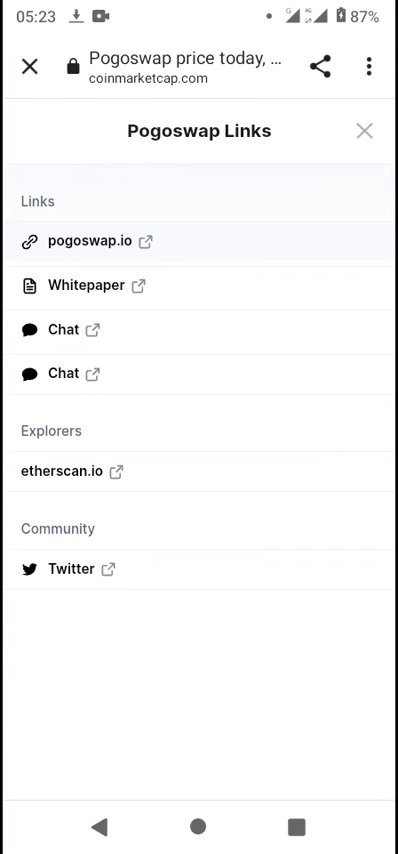 05:23
G 4G 87%
Pogoswap price today, ...
coinmarketcap.com
Pogoswap Links
Links
pogoswap.io
Whitepaper
Chat
Chat
Explorers
etherscan.io
Community
Twitter